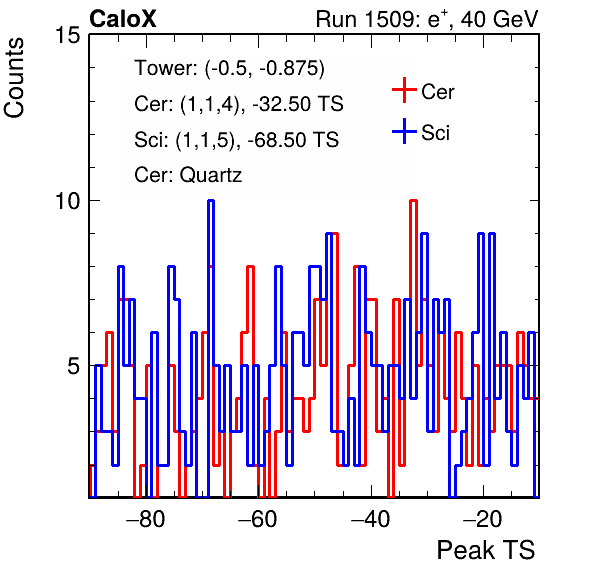 CaloX Run 1509: e⁺, 40 GeV
Counts
15
Tower: (-0.5, -0.875)
Cer: (1,1,4), -32.50 TS
Sci: (1,1,5), -68.50 TS
Cer: Quartz
Cer
Sci
10
5
−80 −60 −40 −20
Peak TS